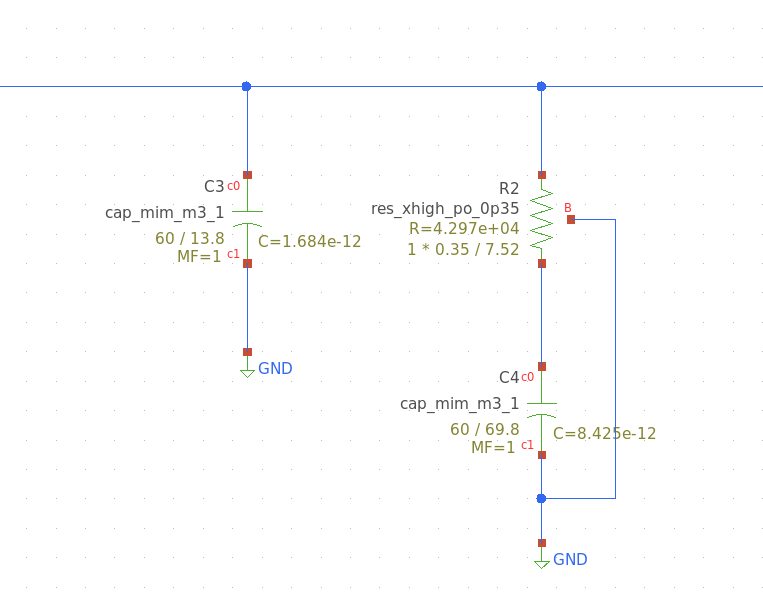 C3
c0
cap_mim_m3_1
60 / 13.8
C=1.684e-12
MF=1
c1
GND
R2
res_xhigh_po_0p35
B
R=4.297e+04
1 * 0.35 / 7.52
C4
c0
cap_mim_m3_1
60 / 69.8
C=8.425e-12
MF=1
c1
GND